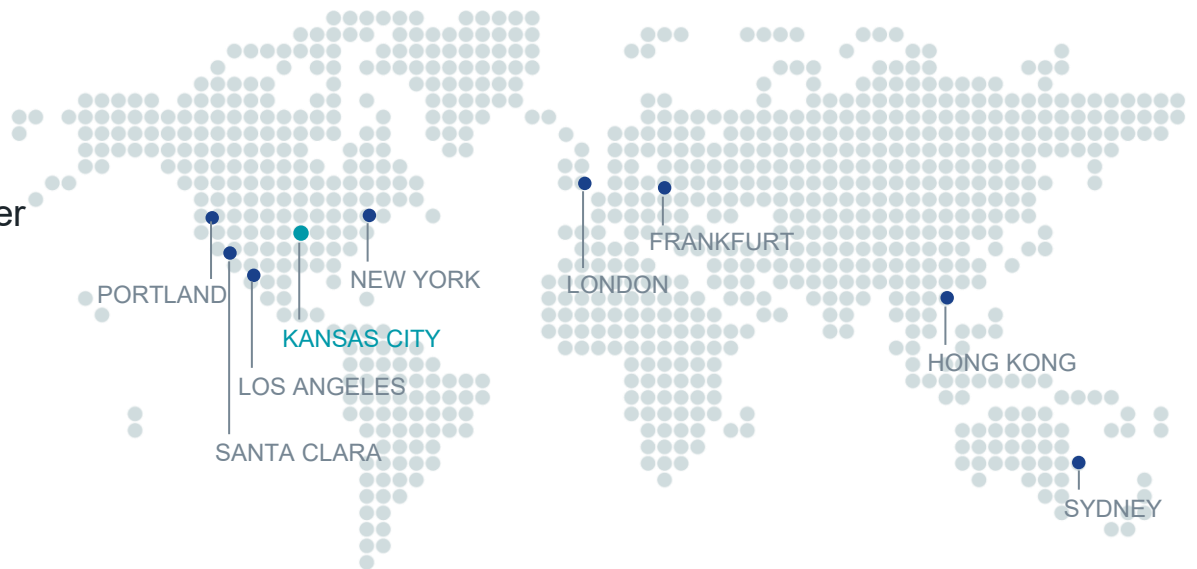 er
FRANKFURT
NEW YORK
LONDON
PORTLAND
KANSAS CITY
HONG KONG
LOS ANGELES
SANTA CLARA
SYDNEY